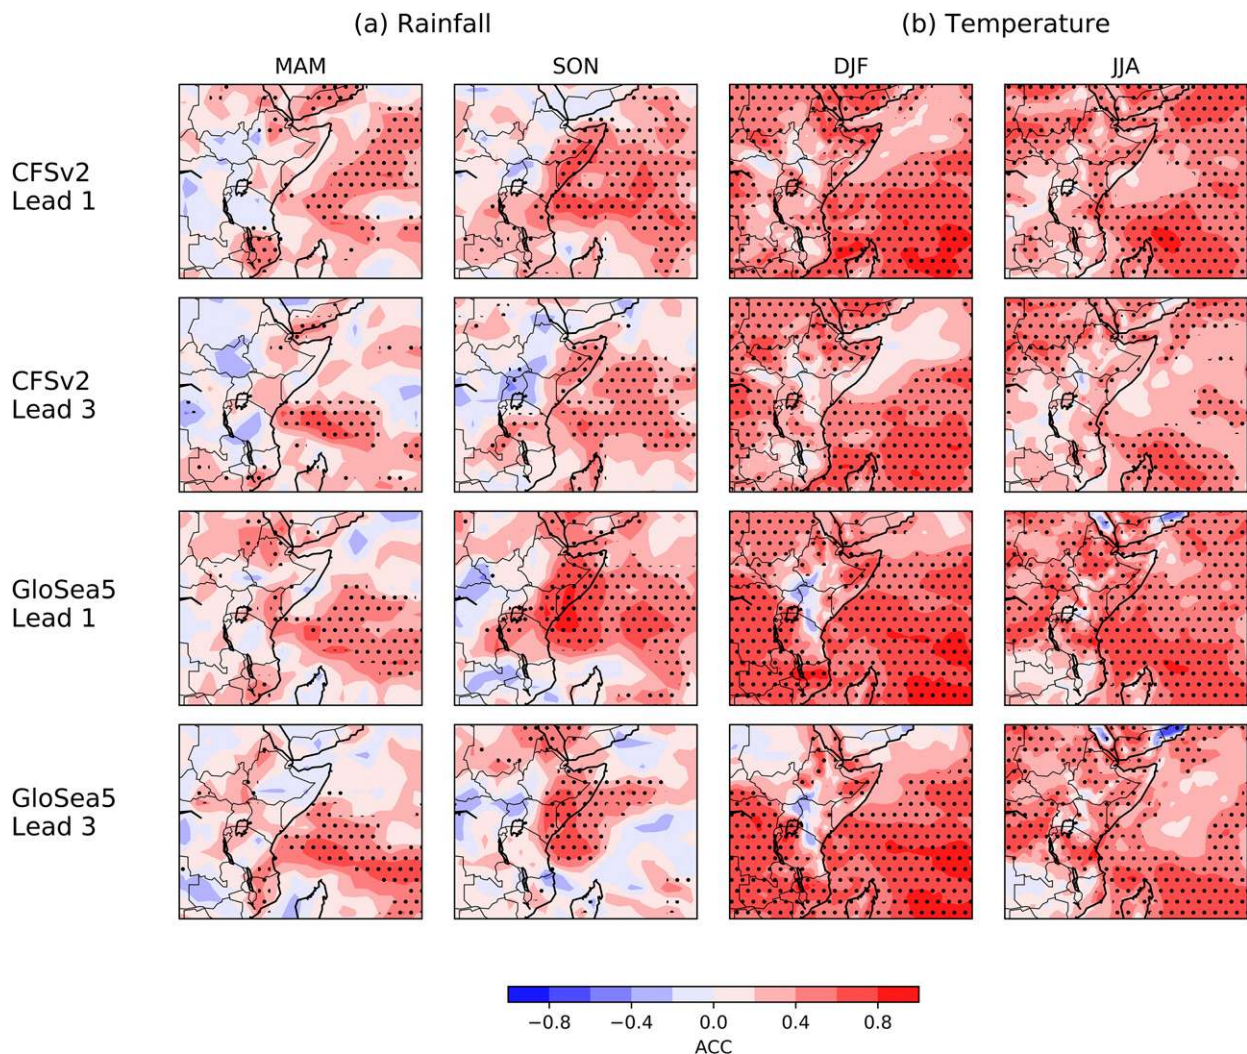 (a) Rainfall (b) Temperature
MAM SON DJF JJA
CFSv2
Lead 1
CFSv2
Lead 3
GloSea5
Lead 1
GloSea5
Lead 3
−0.8 −0.4 0.0 0.4 0.8
ACC